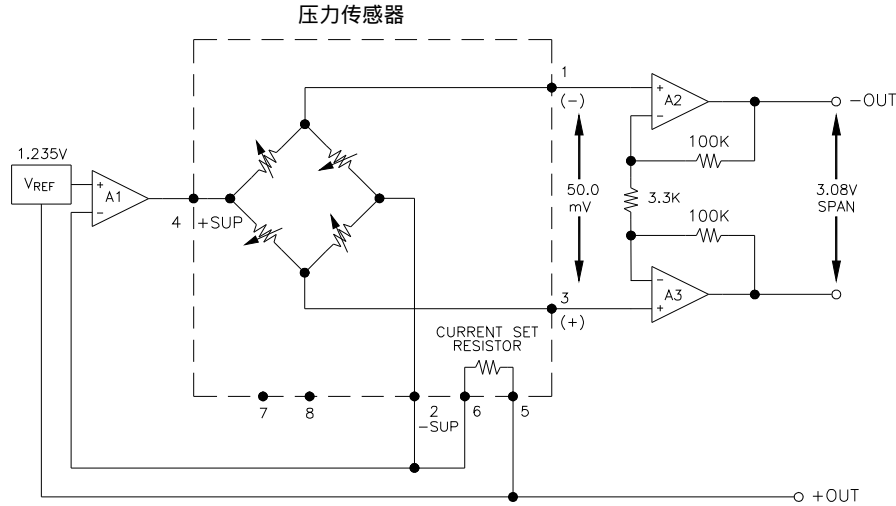 压力传感器
1
(-)
+
A2
-
-OUT
1.235V
VREF
+
A1
-
4
+SUP
100K
50.0
mV
3.3K
3.08V
SPAN
100K
-
A3
+
3
(+)
CURRENT SET
RESISTOR
7
8
2
-SUP
6
5
+OUT